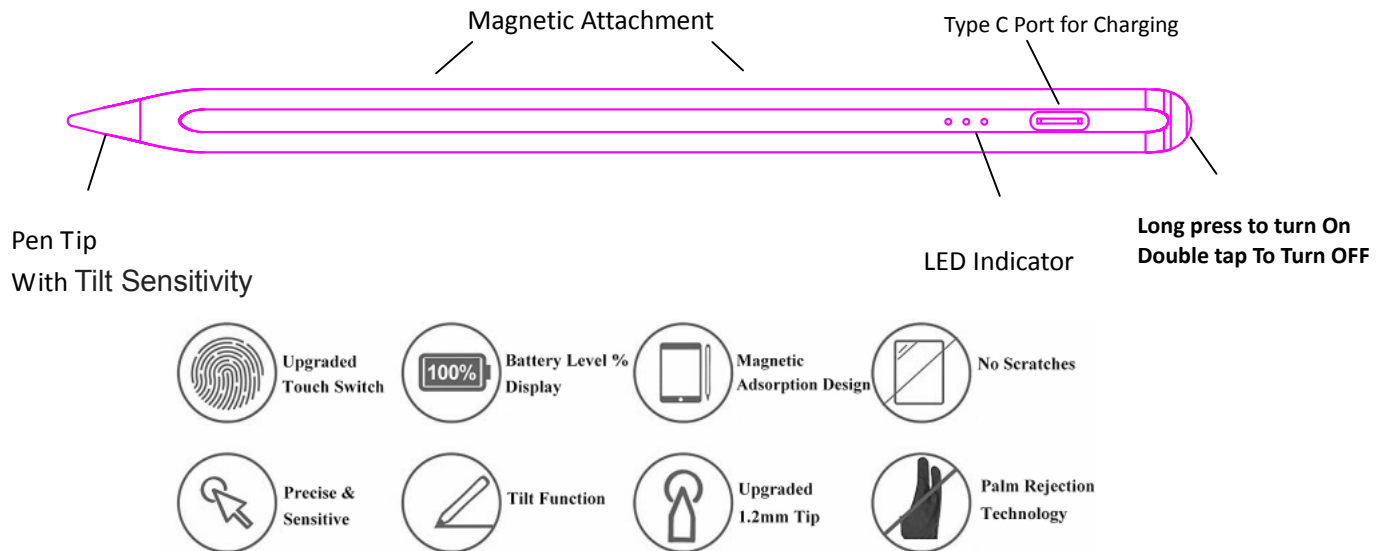 Magnetic Attachment
Type C Port for Charging
Pen Tip
With Tilt Sensitivity
LED Indicator
Long press to turn On
Double tap To Turn OFF
Upgraded
Touch Switch
100%
Battery Level %
Display
Magnetic
Adsorption Design
No Scratches
Precise &
Sensitive
Tilt Function
Upgraded
1.2mm Tip
Palm Rejection
Technology